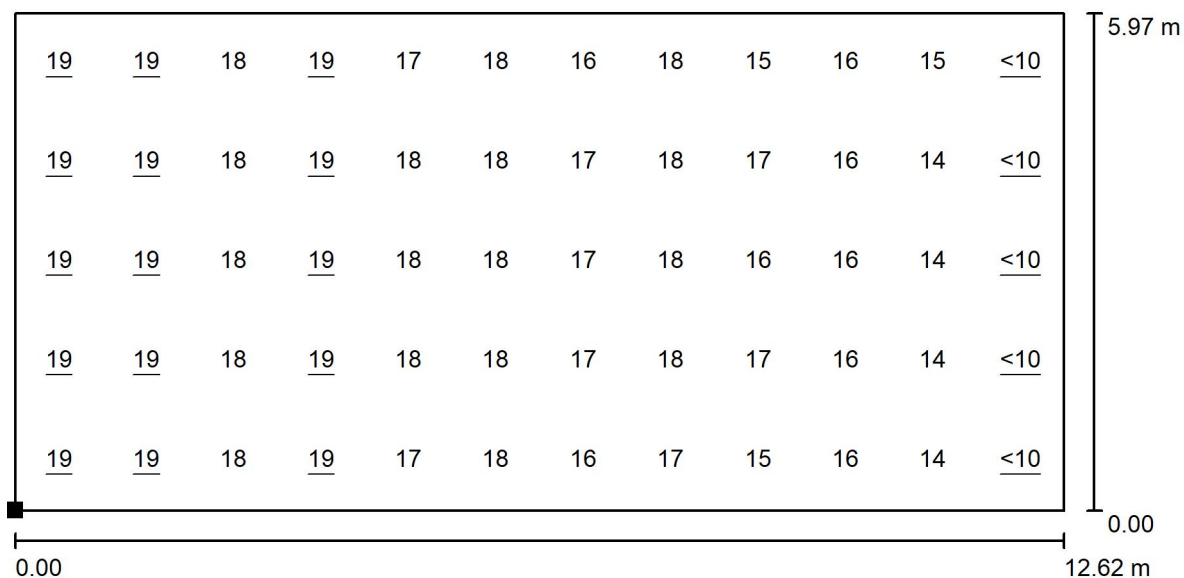 19 19 18 19 17 18 16 18 15 16 15 <10
5.97 m
19 19 18 19 18 18 17 18 17 16 14 <10
19 19 18 19 18 18 17 18 16 16 14 <10
19 19 18 19 18 18 17 18 17 16 14 <10
19 19 18 19 17 18 16 17 15 16 14 <10
0.00
0.00
12.62 m